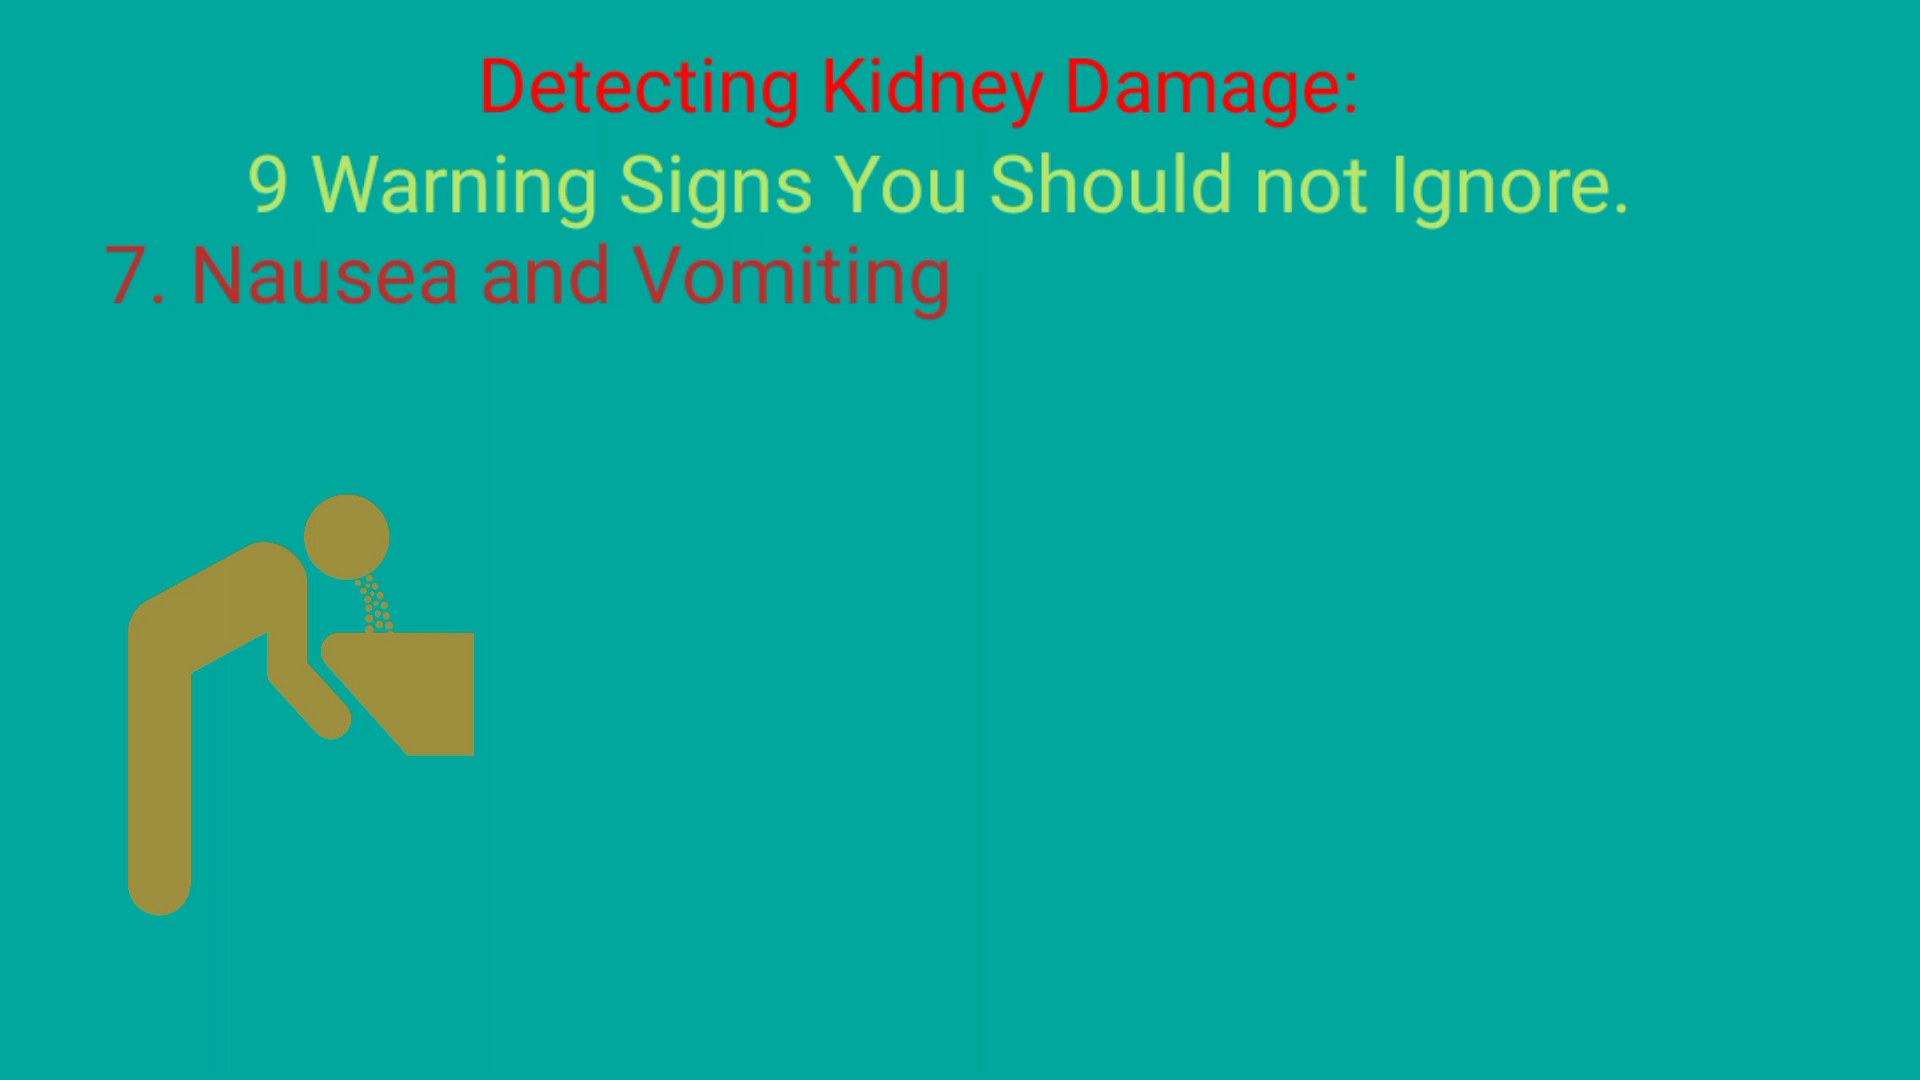 Detecting Kidney Damage:
9 Warning Signs You Should not Ignore.
7. Nausea and Vomiting